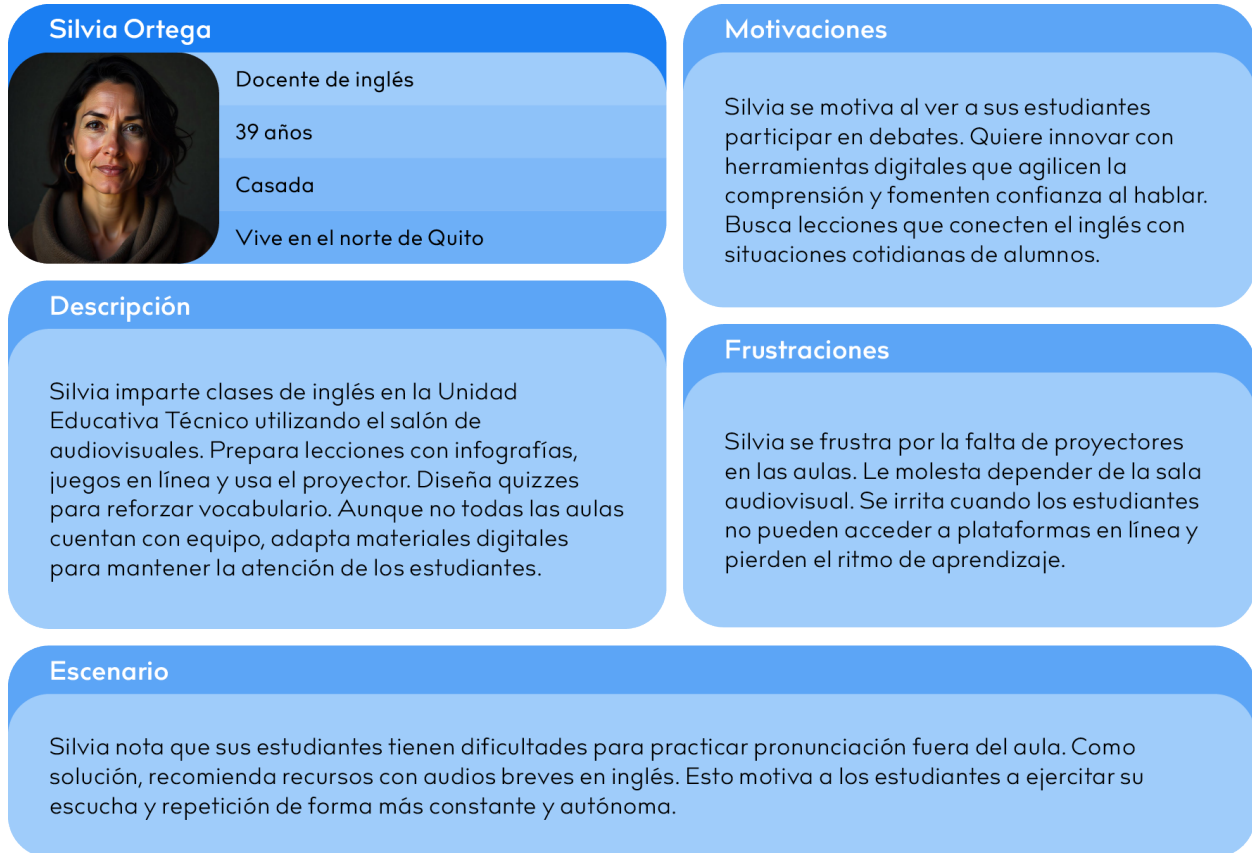 Silvia Ortega
Docente de inglés
39 años
Casada
Vive en el norte de Quito
Descripción
Silvia imparte clases de inglés en la Unidad
Educativa Técnico utilizando el salón de
audiovisuales. Prepara lecciones con infografías,
juegos en línea y usa el proyector. Diseña quizzes
para reforzar vocabulario. Aunque no todas las aulas
cuentan con equipo, adapta materiales digitales
para mantener la atención de los estudiantes.
Motivaciones
Silvia se motiva al ver a sus estudiantes
participar en debates. Quiere innovar con
herramientas digitales que agilicen la
comprensión y fomenten confianza al hablar.
Busca lecciones que conecten el inglés con
situaciones cotidianas de alumnos.
Frustraciones
Silvia se frustra por la falta de proyectores
en las aulas. Le molesta depender de la sala
audiovisual. Se irrita cuando los estudiantes
no pueden acceder a plataformas en línea y
pierden el ritmo de aprendizaje.
Escenario
Silvia nota que sus estudiantes tienen dificultades para practicar pronunciación fuera del aula. Como
solución, recomienda recursos con audios breves en inglés. Esto motiva a los estudiantes a ejercitar su
escucha y repetición de forma más constante y autónoma.